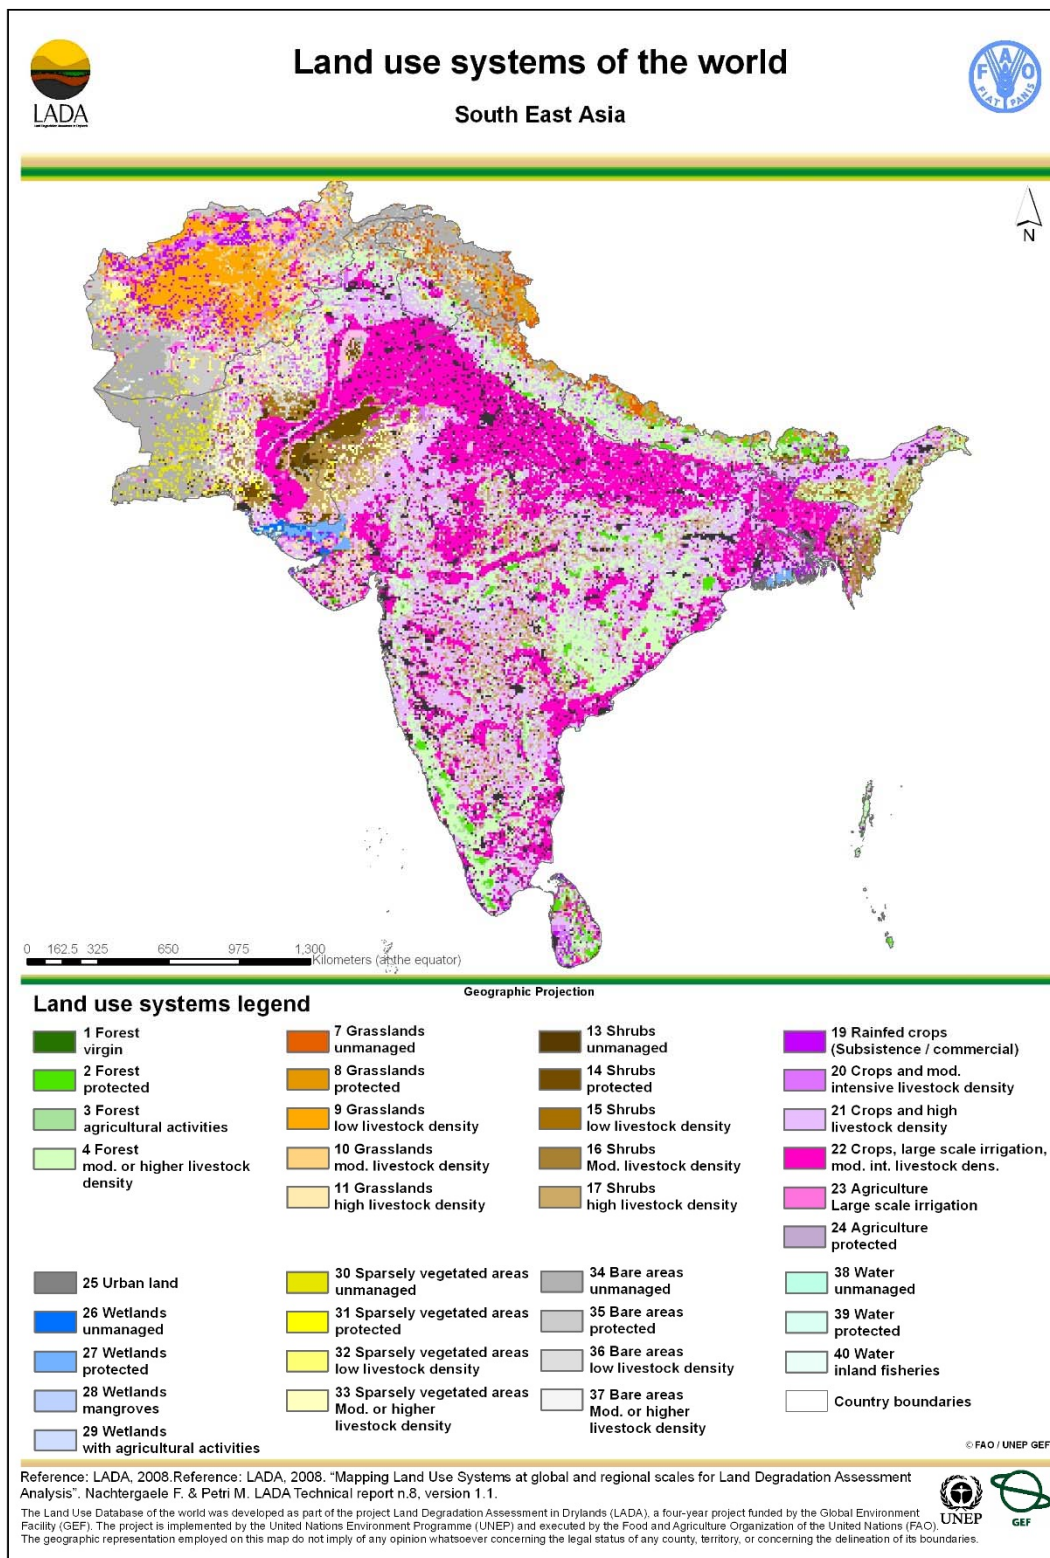 Land use systems of the world
South East Asia
LADA
F A O
FIAT PANIS
N
0 162.5 325 650 975 1,300
Kilometers (at the equator)
Geographic Projection
Land use systems legend
1 Forest
virgin
2 Forest
protected
3 Forest
agricultural activities
4 Forest
mod. or higher livestock
density
7 Grasslands
unmanaged
8 Grasslands
protected
9 Grasslands
low livestock density
10 Grasslands
mod. livestock density
11 Grasslands
high livestock density
13 Shrubs
unmanaged
14 Shrubs
protected
15 Shrubs
low livestock density
16 Shrubs
Mod. livestock density
17 Shrubs
high livestock density
19 Rainfed crops
(Subsistence / commercial)
20 Crops and mod.
intensive livestock density
21 Crops and high
livestock density
22 Crops, large scale irrigation,
mod. int. livestock dens.
23 Agriculture
Large scale irrigation
24 Agriculture
protected
25 Urban land
26 Wetlands
unmanaged
27 Wetlands
protected
28 Wetlands
mangroves
29 Wetlands
with agricultural activities
30 Sparsely vegetated areas
unmanaged
31 Sparsely vegetated areas
protected
32 Sparsely vegetated areas
low livestock density
33 Sparsely vegetated areas
Mod. or higher
livestock density
34 Bare areas
unmanaged
35 Bare areas
protected
36 Bare areas
low livestock density
37 Bare areas
Mod. or higher
livestock density
38 Water
unmanaged
39 Water
protected
40 Water
inland fisheries
Country boundaries
© FAO / UNEP GEF
Reference: LADA, 2008.Reference: LADA, 2008. "Mapping Land Use Systems at global and regional scales for Land Degradation Assessment
Analysis". Nachtergaele F. & Petri M. LADA Technical report n.8, version 1.1.
The Land Use Database of the world was developed as part of the project Land Degradation Assessment in Drylands (LADA), a four-year project funded by the Global Environment
Facility (GEF). The project is implemented by the United Nations Environment Programme (UNEP) and executed by the Food and Agriculture Organization of the United Nations (FAO).
The geographic representation employed on this map do not imply of any opinion whatsoever concerning the legal status of any county, territory, or concerning the delineation of its boundaries.
UNEP
GEF